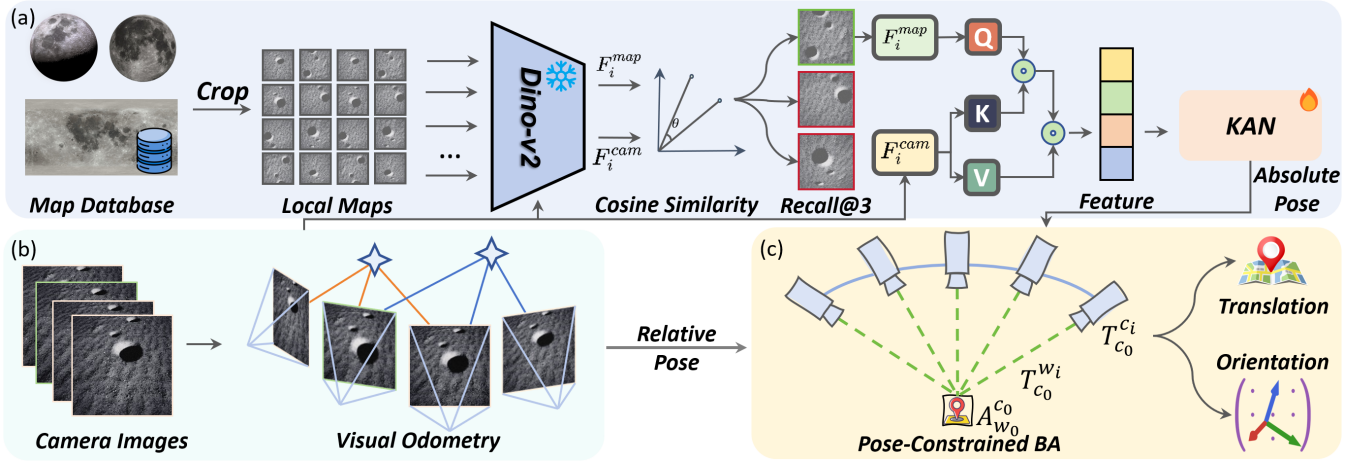 (a)
Crop
Map Database
Local Maps
...
Dino-v2
F_i^{map}
F_i^{cam}
θ
Cosine Similarity
Recall@3
F_i^{map}
F_i^{cam}
Q
K
V
Feature
KAN
Absolute
Pose
(b)
Camera Images
Visual Odometry
Relative
Pose
(c)
T_{c_0}^{c_i}
T_{c_0}^{w_i}
A_{w_0}^{c_0}
Pose-Constrained BA
Translation
Orientation